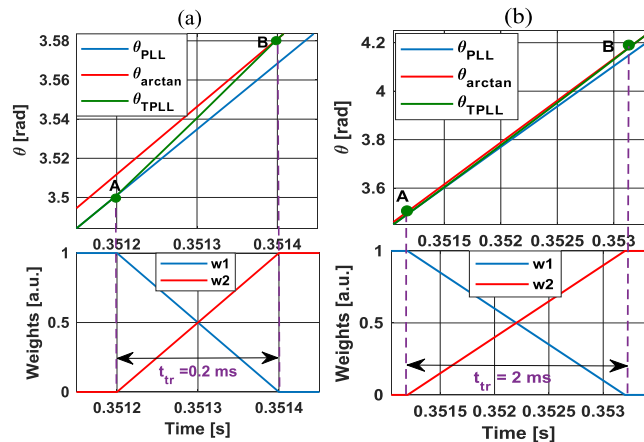 (a)
3.58
3.56
3.54
3.52
3.5
θ [rad]
θPLL
θarctan
θTPLL
A
B
0.3512
0.3513
0.3514
1
0.5
0
Weights [a.u.]
w1
w2
t_tr =0.2 ms
0.3512
0.3513
0.3514
Time [s]
(b)
4.2
4
3.8
3.6
θ [rad]
θPLL
θarctan
θTPLL
A
B
0.3515
0.352
0.3525
0.353
1
0.5
0
Weights [a.u.]
w1
w2
t_tr = 2 ms
0.3515
0.352
0.3525
0.353
Time [s]